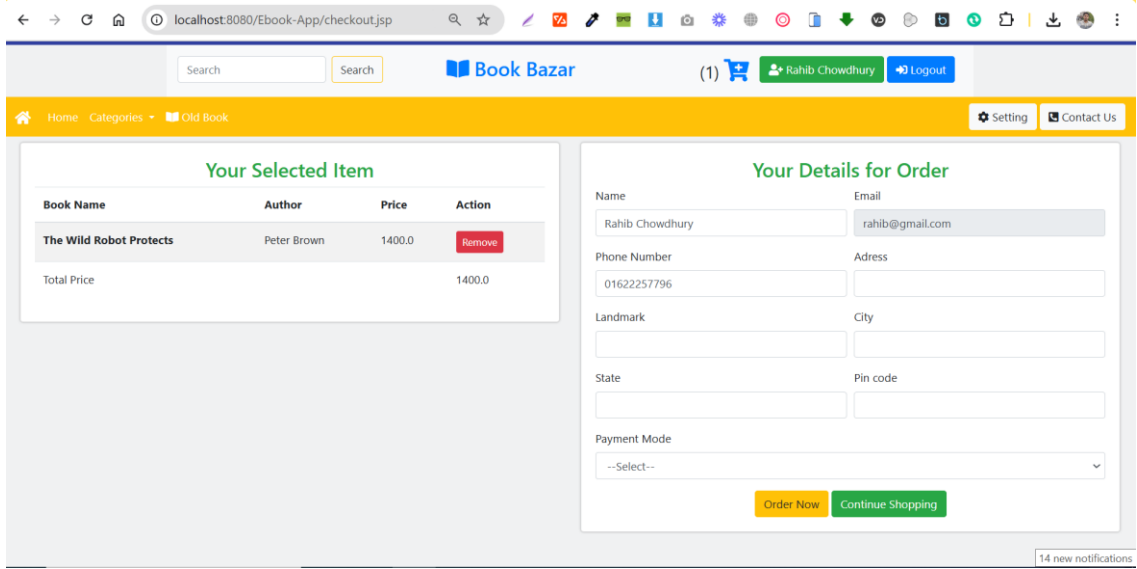 localhost:8080/Ebook-App/checkout.jsp
Search Search Book Bazar (1) Rahib Chowdhury Logout
Home Categories Old Book Setting Contact Us
Your Selected Item
Book Name Author Price Action
The Wild Robot Protects Peter Brown 1400.0 Remove
Total Price 1400.0
Your Details for Order
Name Email
Rahib Chowdhury rahib@gmail.com
Phone Number Adress
01622257796
Landmark City
State Pin code
Payment Mode
--Select--
Order Now Continue Shopping
14 new notifications